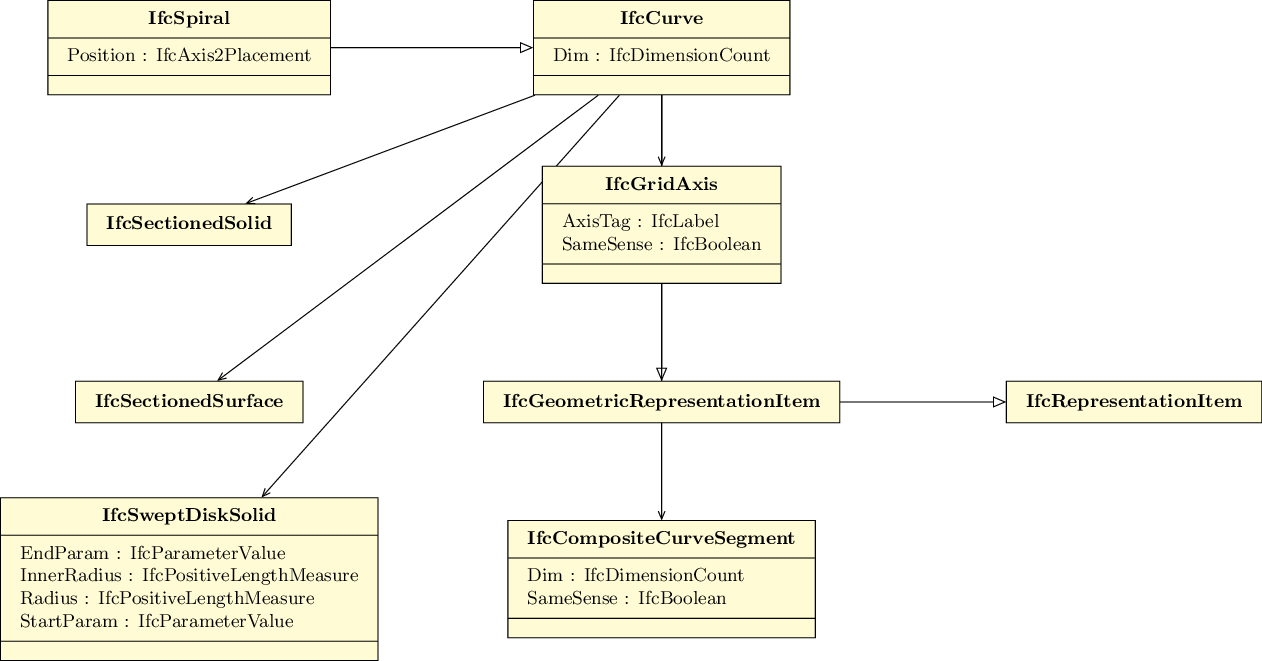 IfcSpiral
Position : IfcAxis2Placement
IfcCurve
Dim : IfcDimensionCount
IfcGridAxis
AxisTag : IfcLabel
SameSense : IfcBoolean
IfcSectionedSolid
IfcSectionedSurface
IfcGeometricRepresentationItem
IfcRepresentationItem
IfcSweptDiskSolid
EndParam : IfcParameterValue
InnerRadius : IfcPositiveLengthMeasure
Radius : IfcPositiveLengthMeasure
StartParam : IfcParameterValue
IfcCompositeCurveSegment
Dim : IfcDimensionCount
SameSense : IfcBoolean